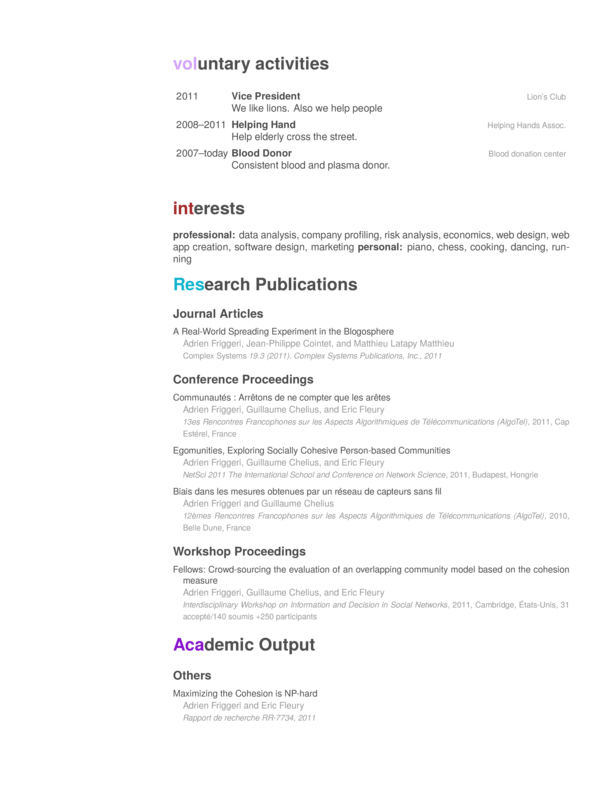 voluntary activities
2011 Vice President Lion's Club
We like lions. Also we help people
2008–2011 Helping Hand Helping Hands Assoc.
Help elderly cross the street.
2007–today Blood Donor Blood donation center
Consistent blood and plasma donor.
interests
professional: data analysis, company profiling, risk analysis, economics, web design, web
app creation, software design, marketing personal: piano, chess, cooking, dancing, run-
ning
Research Publications
Journal Articles
A Real-World Spreading Experiment in the Blogosphere
Adrien Friggeri, Jean-Philippe Cointet, and Matthieu Latapy Matthieu
Complex Systems 19.3 (2011). Complex Systems Publications, Inc., 2011
Conference Proceedings
Communautés : Arrêtons de ne compter que les arêtes
Adrien Friggeri, Guillaume Chelius, and Eric Fleury
13es Rencontres Francophones sur les Aspects Algorithmiques de Télécommunications (AlgoTel), 2011, Cap
Estérel, France
Egomunities, Exploring Socially Cohesive Person-based Communities
Adrien Friggeri, Guillaume Chelius, and Eric Fleury
NetSci 2011 The International School and Conference on Network Science, 2011, Budapest, Hongrie
Biais dans les mesures obtenues par un réseau de capteurs sans fil
Adrien Friggeri and Guillaume Chelius
12èmes Rencontres Francophones sur les Aspects Algorithmiques de Télécommunications (AlgoTel), 2010,
Belle Dune, France
Workshop Proceedings
Fellows: Crowd-sourcing the evaluation of an overlapping community model based on the cohesion
measure
Adrien Friggeri, Guillaume Chelius, and Eric Fleury
Interdisciplinary Workshop on Information and Decision in Social Networks, 2011, Cambridge, États-Unis, 31
accepté/140 soumis +250 participants
Academic Output
Others
Maximizing the Cohesion is NP-hard
Adrien Friggeri and Eric Fleury
Rapport de recherche RR-7734, 2011